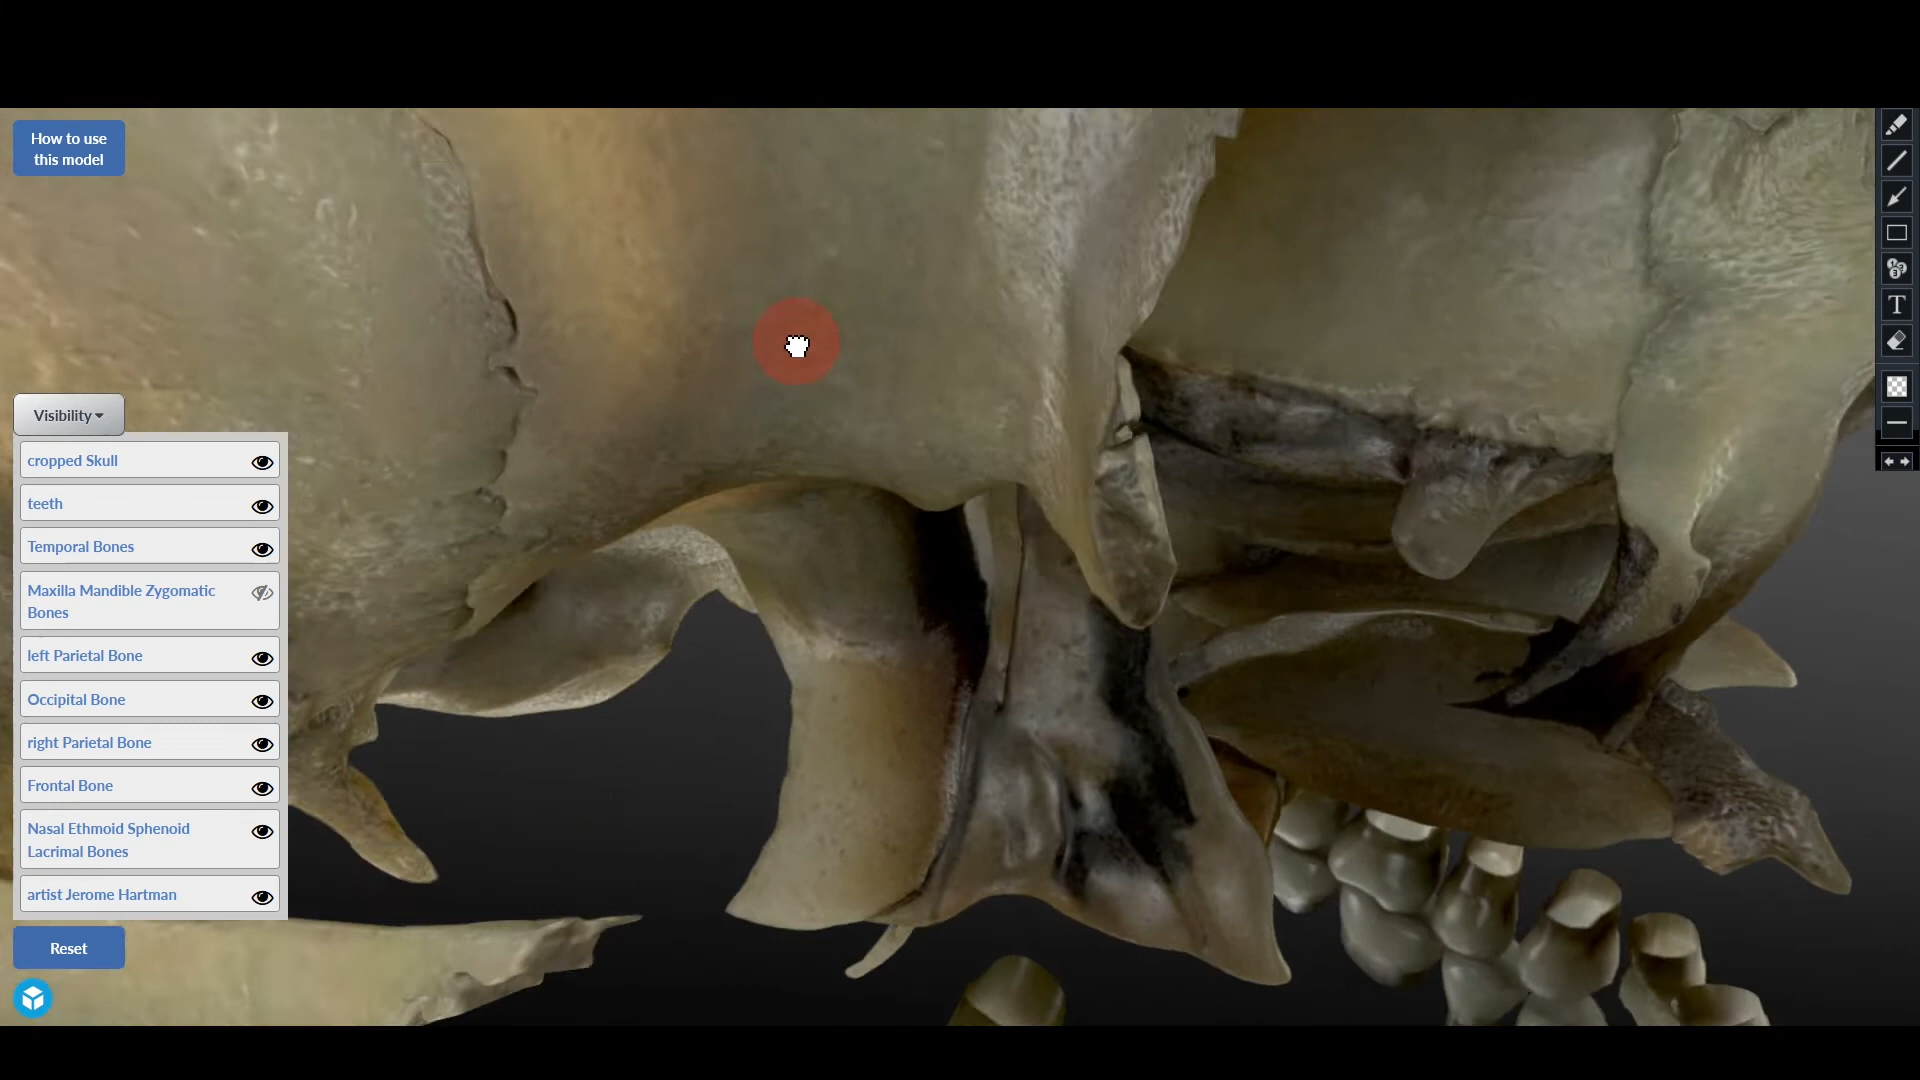 How to use
this model
Visibility
cropped Skull
teeth
Temporal Bones
Maxilla Mandible Zygomatic
Bones
left Parietal Bone
Occipital Bone
right Parietal Bone
Frontal Bone
Nasal Ethmoid Sphenoid
Lacrimal Bones
artist Jerome Hartman
Reset
T